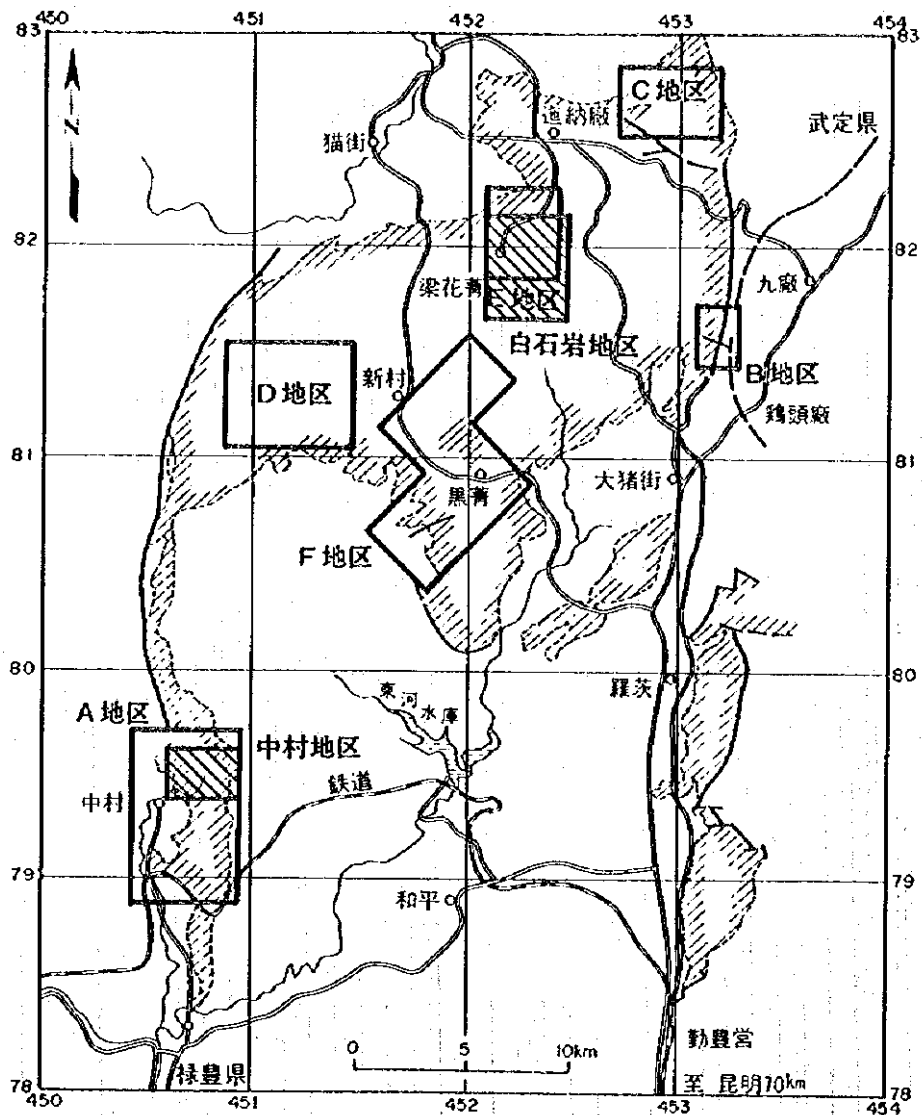 450
451
452
453
454
83
83
N
C地区
迤納廠
武定県
猫街
82
82
九廠
梁花菁
E地区
白石岩地区
B地区
新村
D地区
鶏頭廠
81
81
大猪街
黒菁
F地区
80
80
羅茨
A地区
東河水庫
中村地区
鉄道
中村
79
79
和平
0 5 10km
勤豊営
禄豊県
至 昆明70km
78
78
450
451
452
453
454